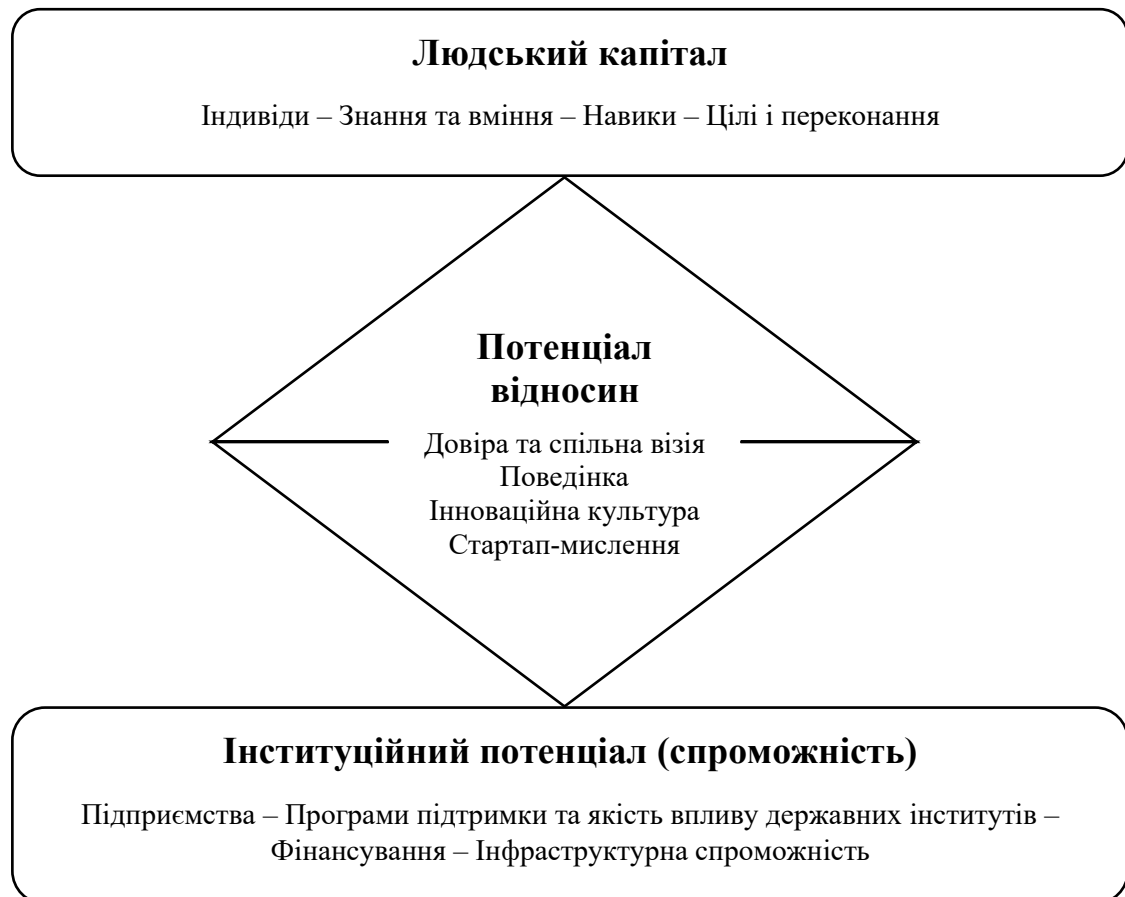 Людський капітал
Індивіди – Знання та вміння – Навики – Цілі і переконання
Потенціал
відносин
Довіра та спільна візія
Поведінка
Інноваційна культура
Стартап-мислення
Інституційний потенціал (спроможність)
Підприємства – Програми підтримки та якість впливу державних інститутів –
Фінансування – Інфраструктурна спроможність